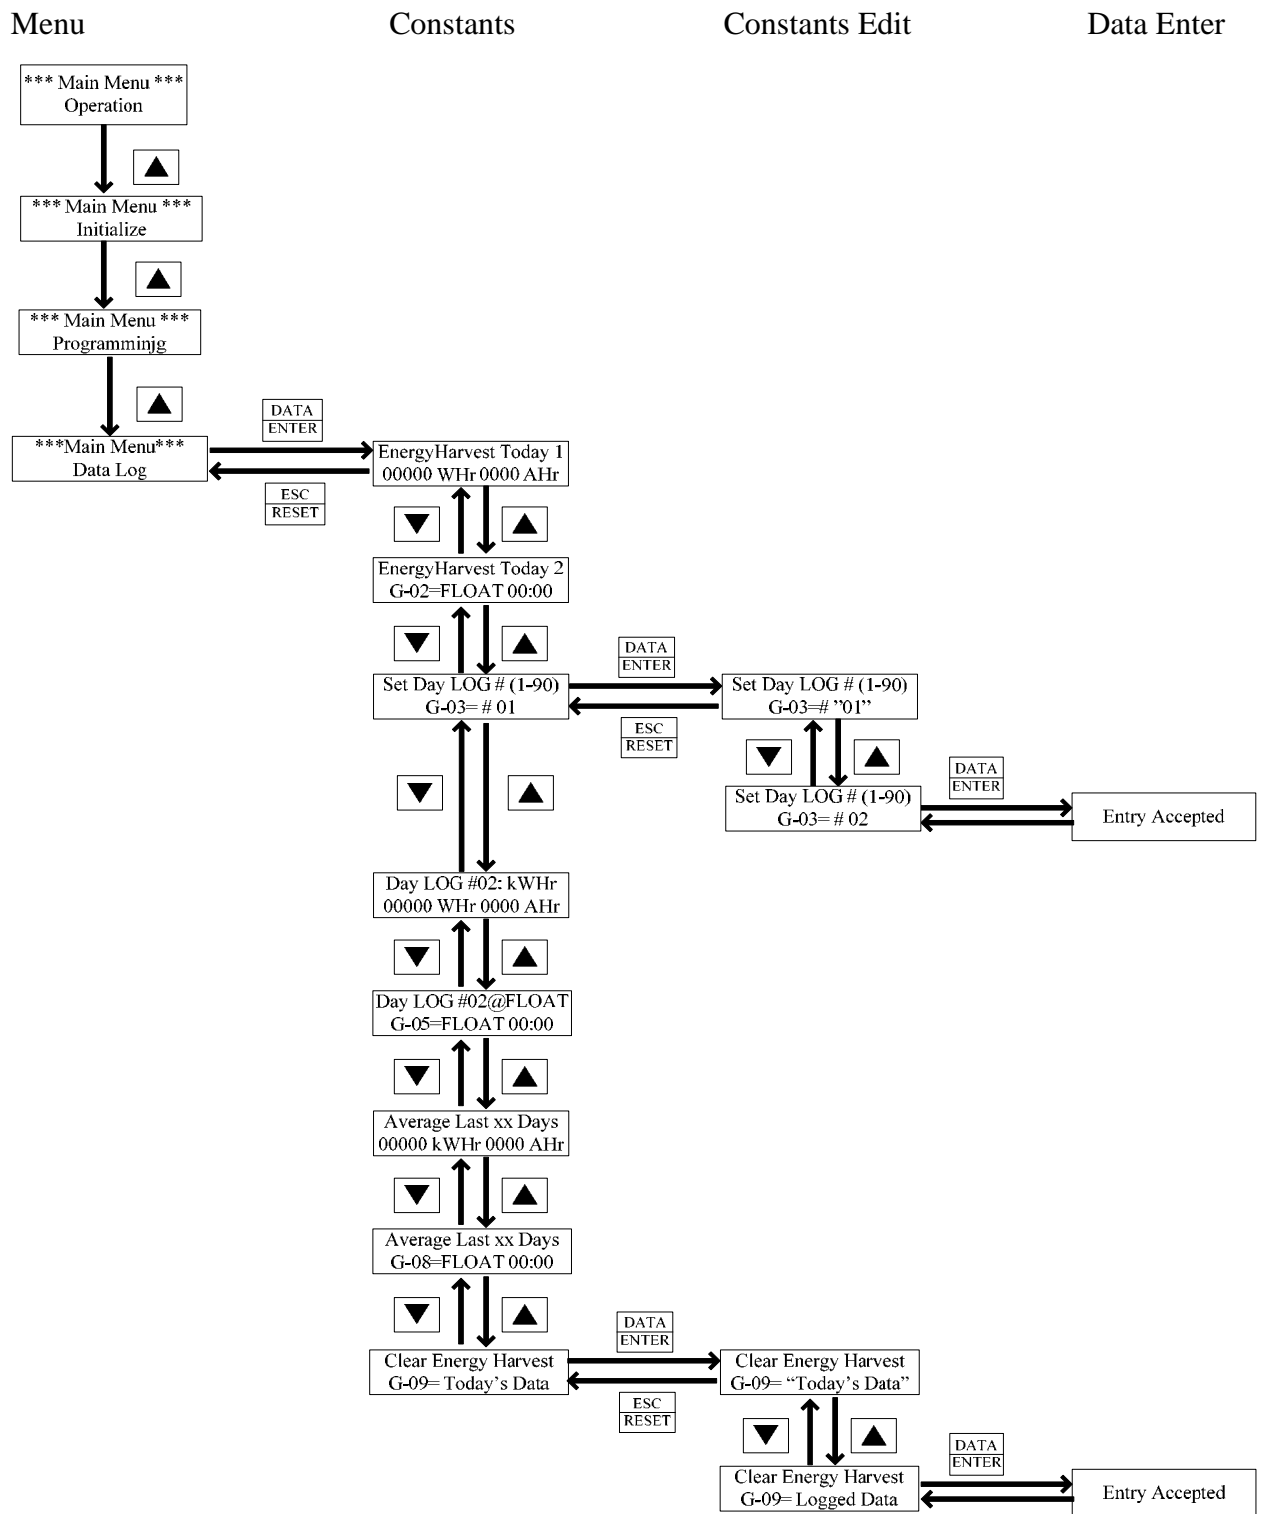 Menu
Constants
Constants Edit
Data Enter
*** Main Menu ***
Operation
*** Main Menu ***
Initialize
*** Main Menu ***
Programminjg
***Main Menu***
Data Log
DATA
ENTER
ESC
RESET
EnergyHarvest Today 1
00000 WHr 0000 AHr
EnergyHarvest Today 2
G-02=FLOAT 00:00
Set Day LOG # (1-90)
G-03= # 01
DATA
ENTER
ESC
RESET
Set Day LOG # (1-90)
G-03=# ”01”
Set Day LOG # (1-90)
G-03= # 02
DATA
ENTER
Entry Accepted
Day LOG #02: kWHr
00000 WHr 0000 AHr
Day LOG #02@FLOAT
G-05=FLOAT 00:00
Average Last xx Days
00000 kWHr 0000 AHr
Average Last xx Days
G-08=FLOAT 00:00
Clear Energy Harvest
G-09= Today’s Data
DATA
ENTER
ESC
RESET
Clear Energy Harvest
G-09= “Today’s Data”
Clear Energy Harvest
G-09= Logged Data
DATA
ENTER
Entry Accepted